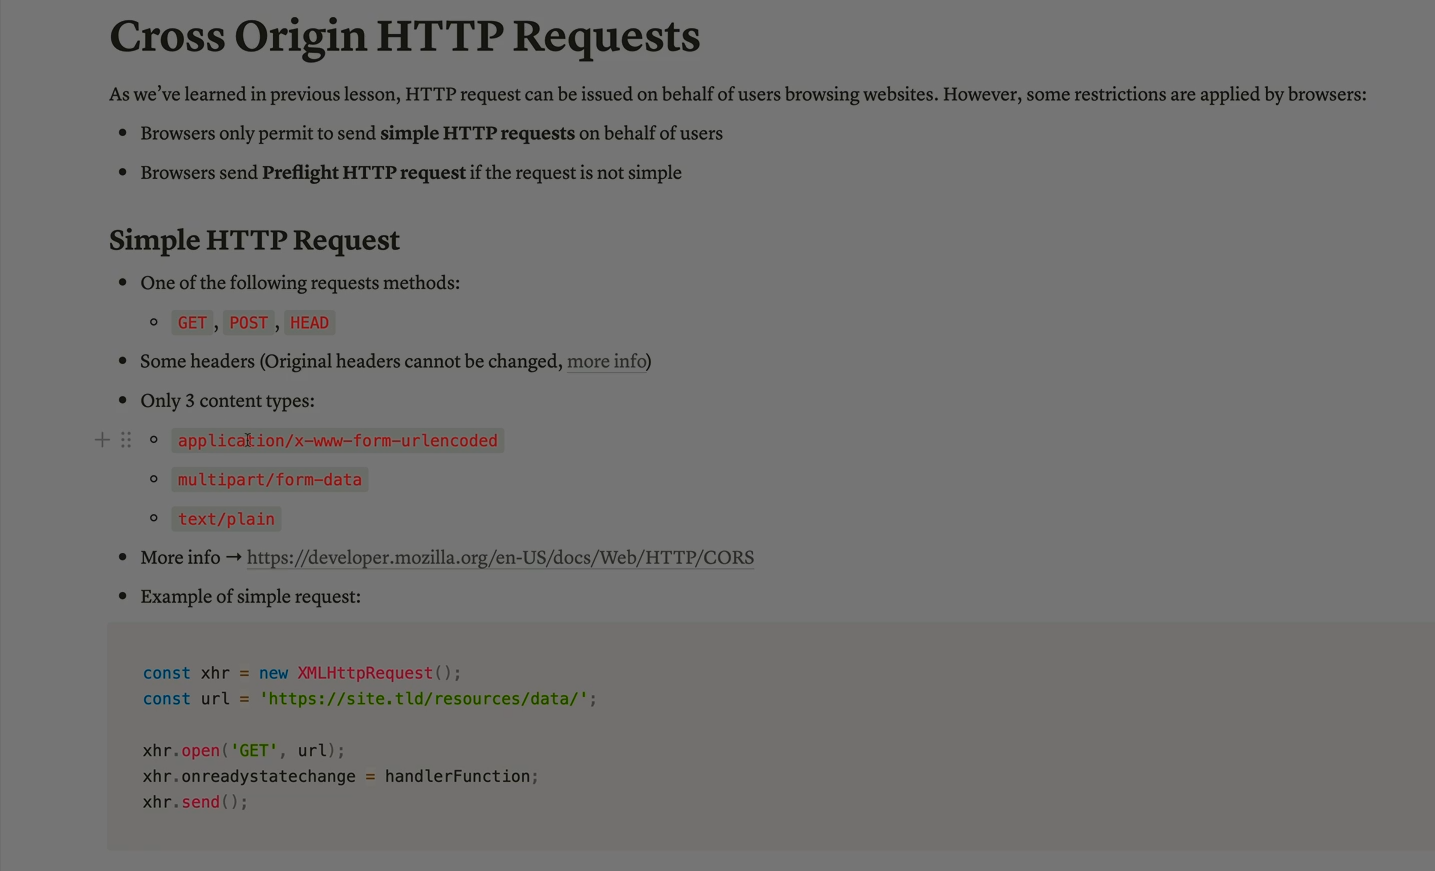 Cross Origin HTTP Requests
As we’ve learned in previous lesson, HTTP request can be issued on behalf of users browsing websites. However, some restrictions are applied by browsers:
• Browsers only permit to send simple HTTP requests on behalf of users
• Browsers send Preflight HTTP request if the request is not simple
Simple HTTP Request
• One of the following requests methods:
◦ GET, POST, HEAD
• Some headers (Original headers cannot be changed, more info)
• Only 3 content types:
◦ application/x-www-form-urlencoded
◦ multipart/form-data
◦ text/plain
• More info → https://developer.mozilla.org/en-US/docs/Web/HTTP/CORS
• Example of simple request:
const xhr = new XMLHttpRequest();
const url = 'https://site.tld/resources/data/';
xhr.open('GET', url);
xhr.onreadystatechange = handlerFunction;
xhr.send();